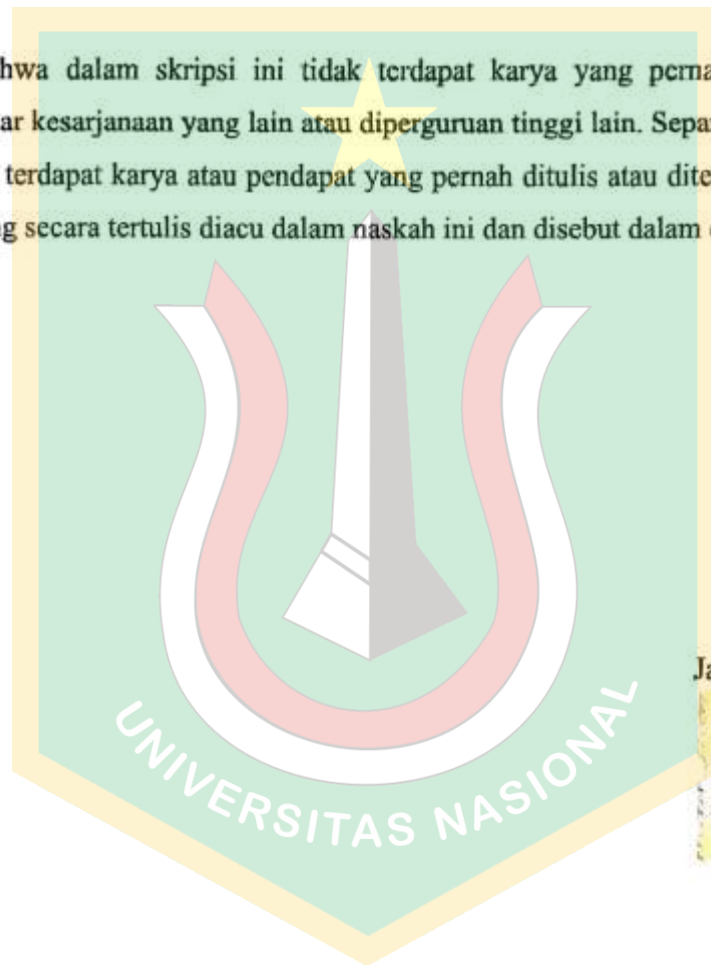 hwa dalam skripsi ini tidak terdapat karya yang perna
ar kesarjanaan yang lain atau diperguruan tinggi lain. Sepa
terdapat karya atau pendapat yang pernah ditulis atau dite
g secara tertulis diacu dalam naskah ini dan disebut dalam
Ja
UNIVERSITAS NASIONAL